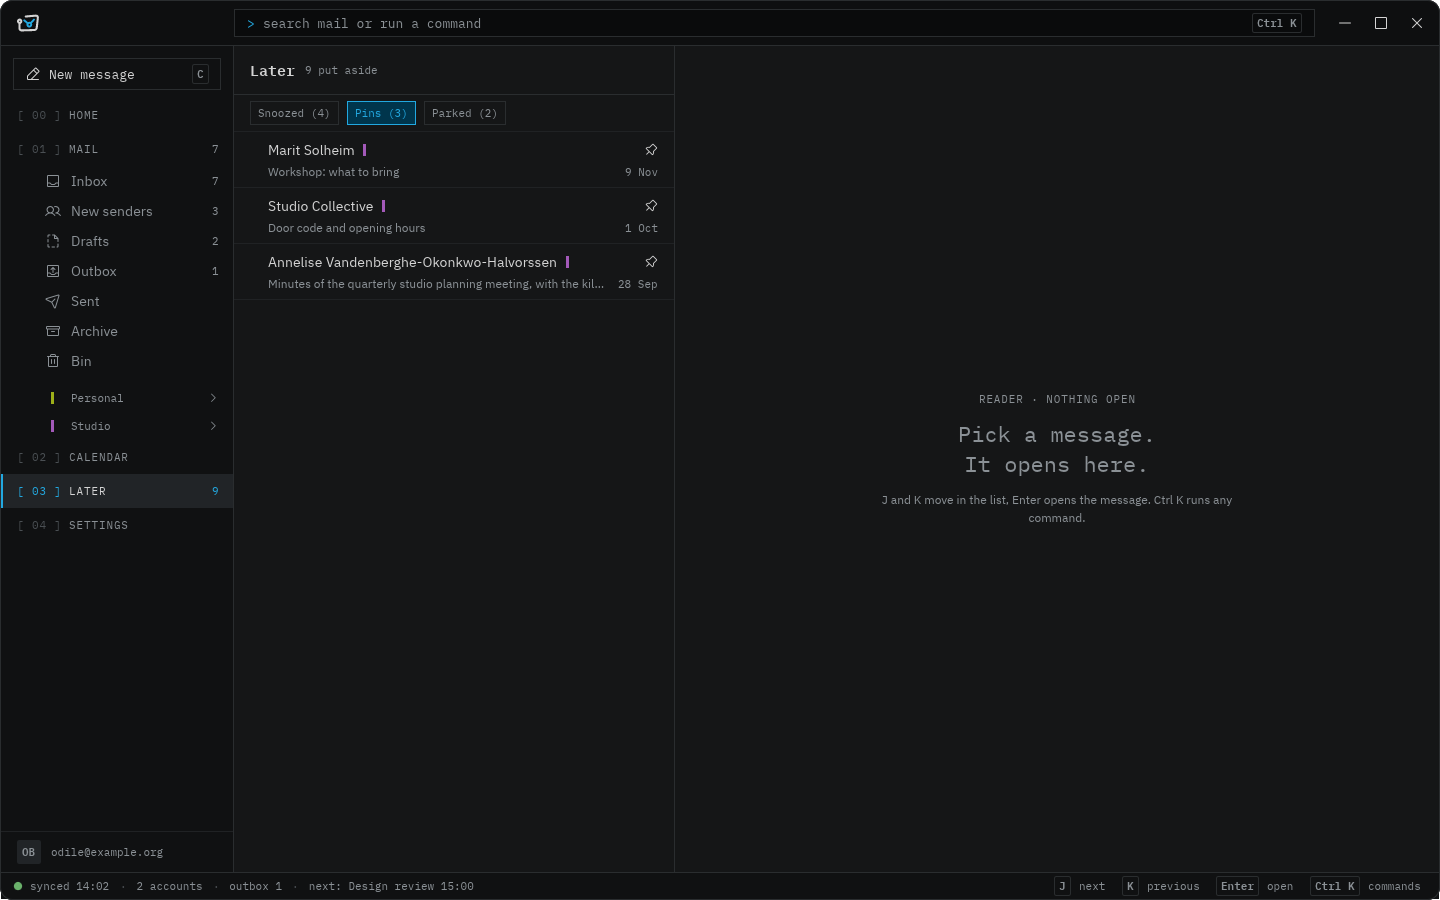 > search mail or run a command Ctrl K
New message C
[ 00 ] HOME
[ 01 ] MAIL 7
Inbox 7
New senders 3
Drafts 2
Outbox 1
Sent
Archive
Bin
Personal
Studio
[ 02 ] CALENDAR
[ 03 ] LATER 9
[ 04 ] SETTINGS
OB odile@example.org
Later 9 put aside
Snoozed (4) Pins (3) Parked (2)
Marit Solheim
Workshop: what to bring 9 Nov
Studio Collective
Door code and opening hours 1 Oct
Annelise Vandenberghe-Okonkwo-Halvorssen
Minutes of the quarterly studio planning meeting, with the kil... 28 Sep
READER · NOTHING OPEN
Pick a message.
It opens here.
J and K move in the list, Enter opens the message. Ctrl K runs any
command.
synced 14:02 · 2 accounts · outbox 1 · next: Design review 15:00
J next K previous Enter open Ctrl K commands